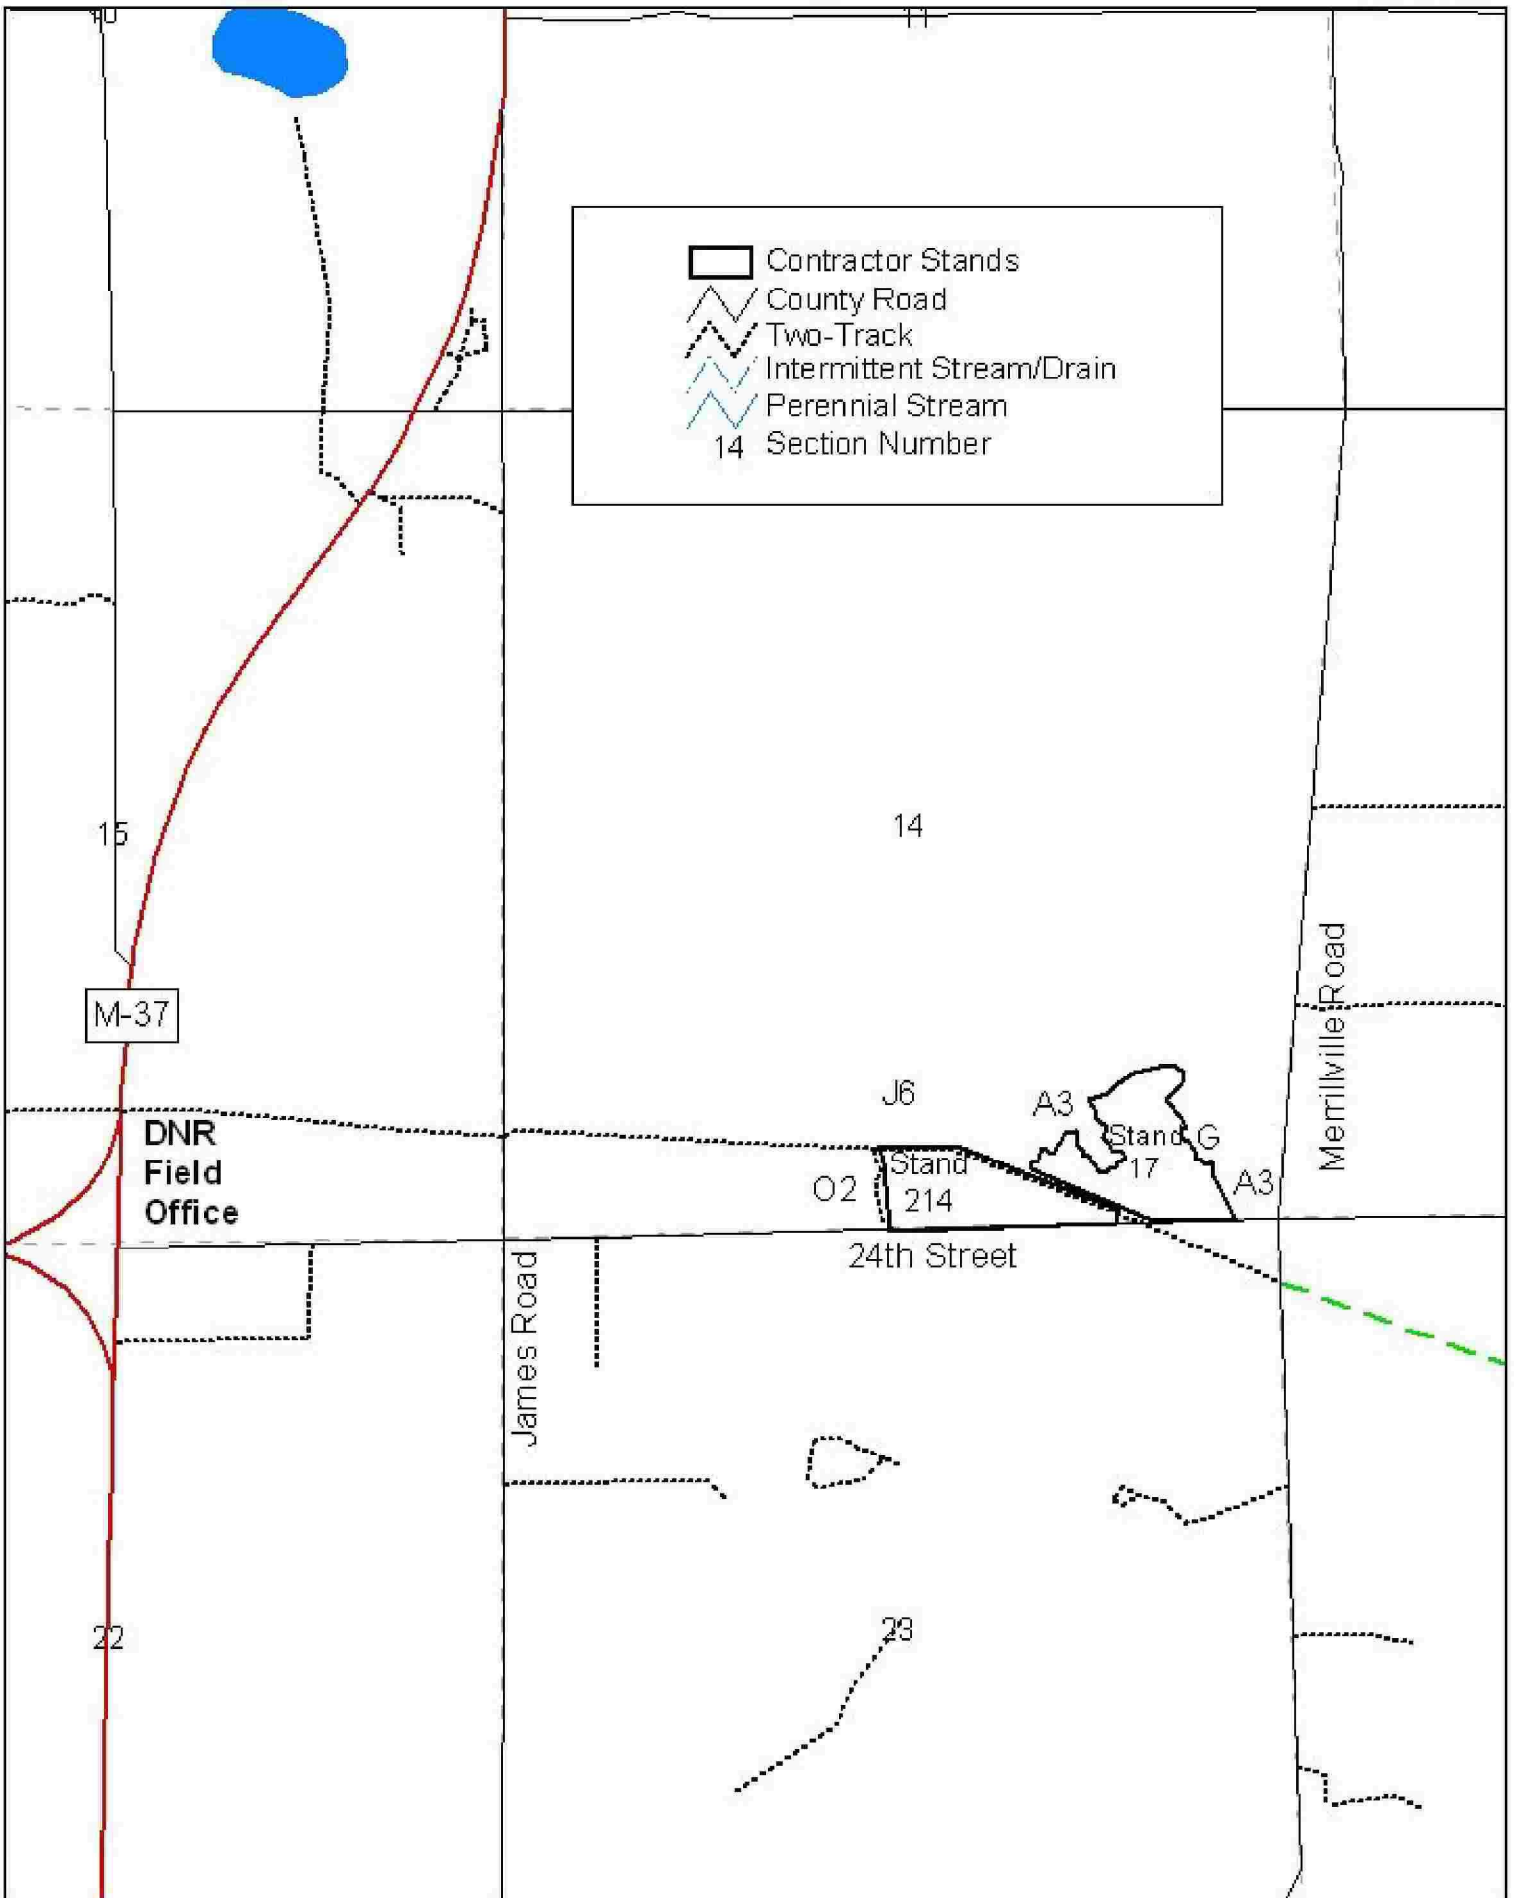 11
Contractor Stands
County Road
Two-Track
Intermittent Stream/Drain
Perennial Stream
14 Section Number
15
14
Merrillville Road
M-37
J6
A3
DNR
Field
Office
Stand
17
G
Stand
214
O2
A3
24th Street
James Road
22
23